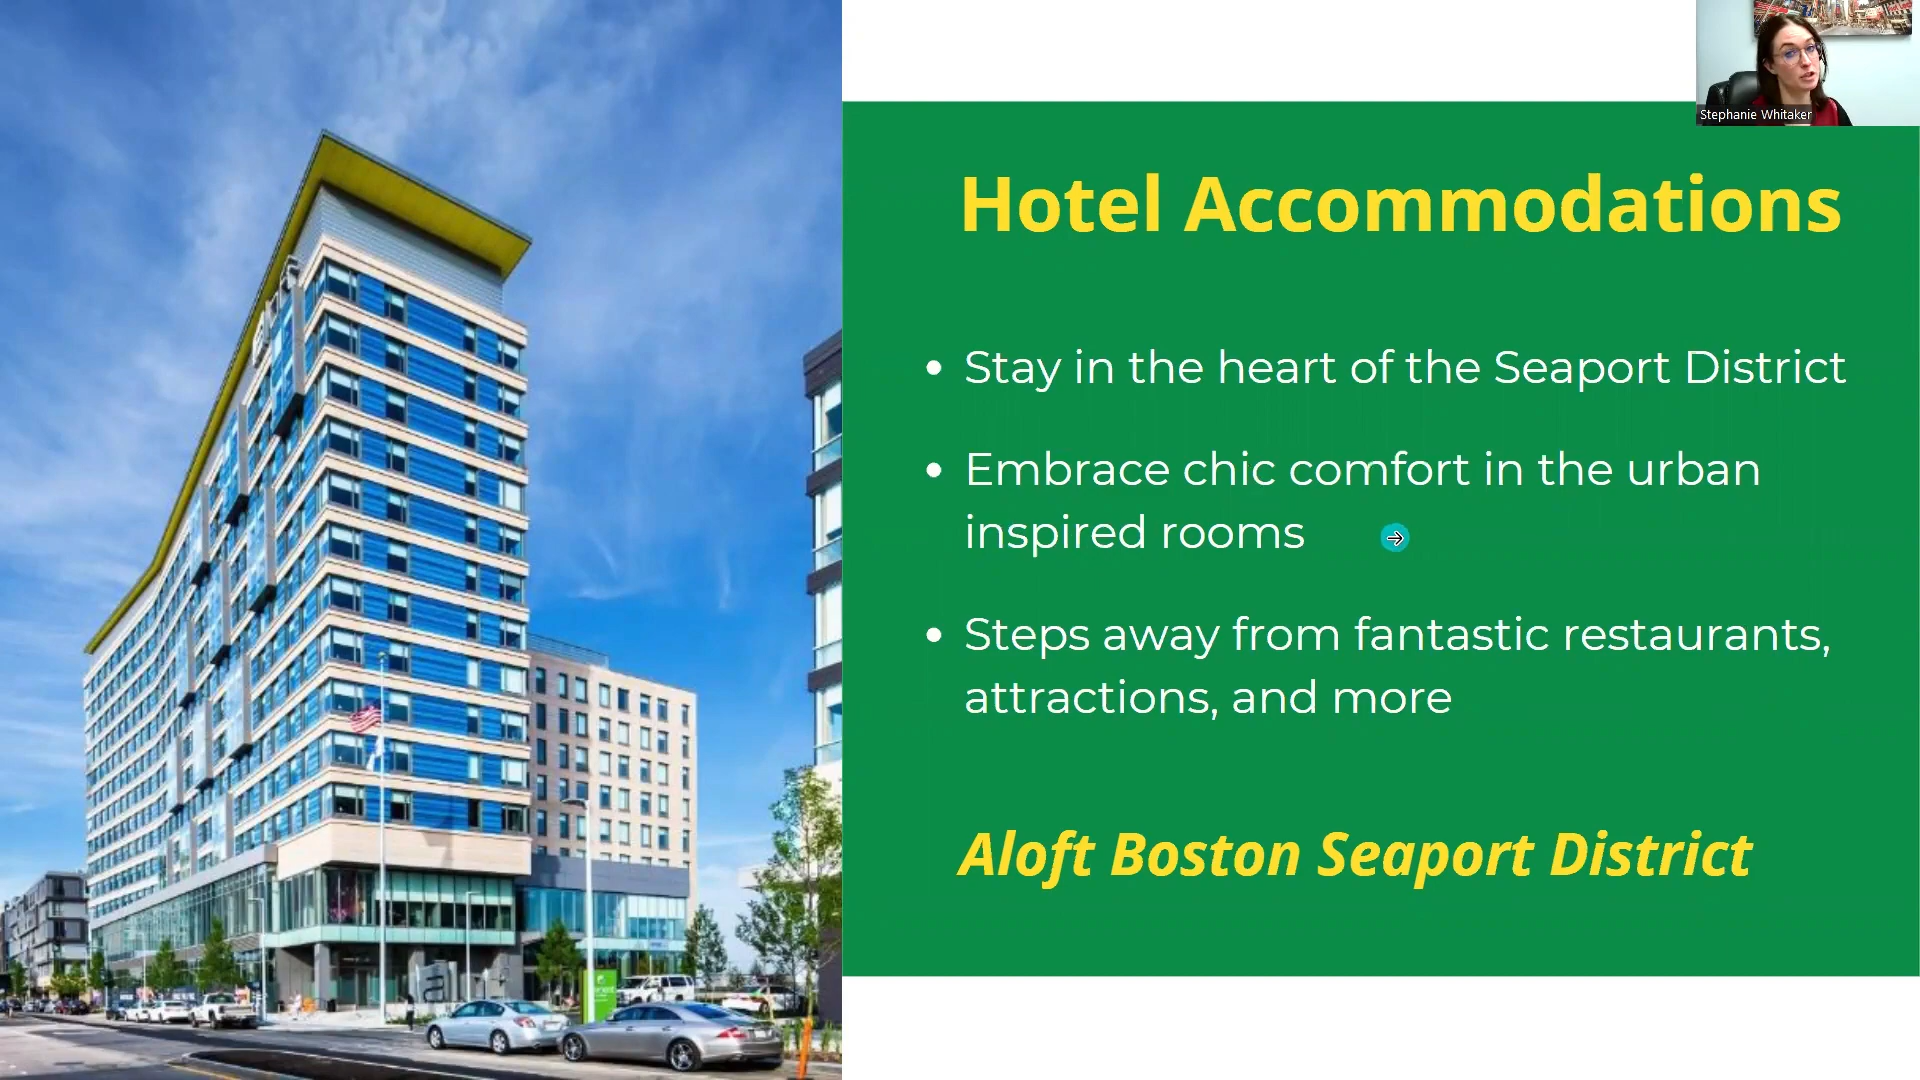 Stephanie Whitaker
Hotel Accommodations
• Stay in the heart of the Seaport District
• Embrace chic comfort in the urban
inspired rooms
• Steps away from fantastic restaurants,
attractions, and more
Aloft Boston Seaport District